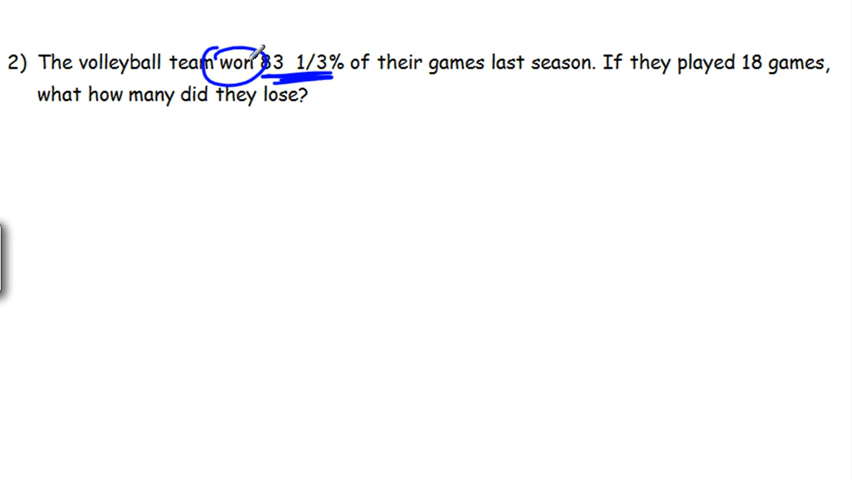 2) The volleyball team won 83 1/3% of their games last season. If they played 18 games,
what how many did they lose?